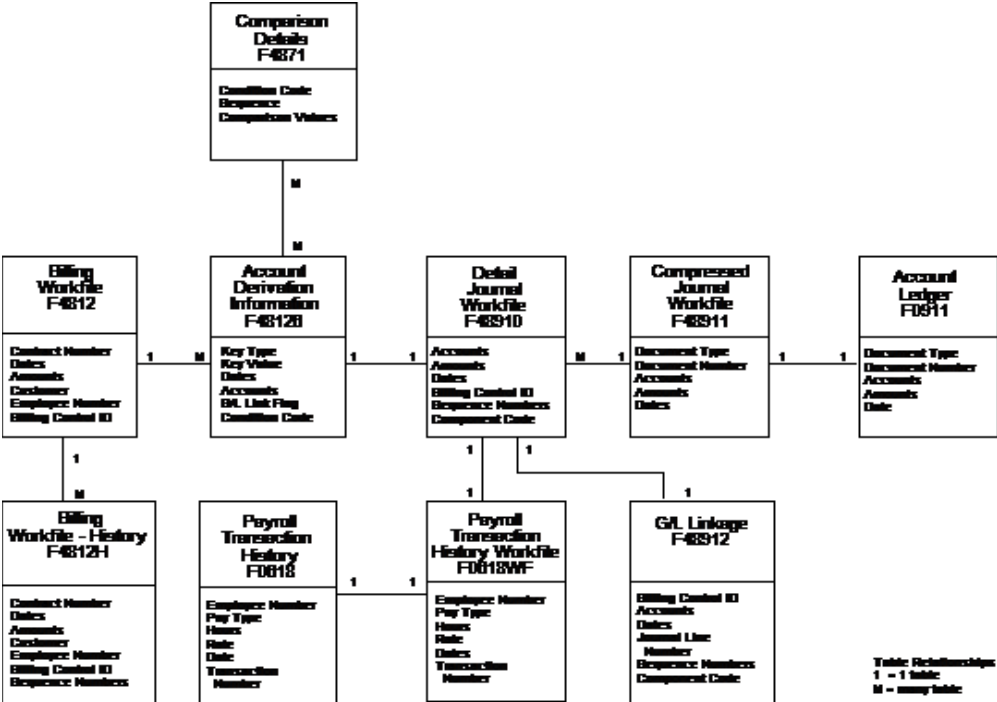 Comparison
Details
F4871
Condition Code
Sequence
Comparison Values
M
M
Billing
Workfile
F4812
Contract Number
Dates
Amounts
Customer
Employee Number
Billing Control ID
1
M
Account
Derivation
Information
F4812B
Key Type
Key Value
Dates
Accounts
G/L Link Flag
Condition Code
1
1
Detail
Journal
Workfile
F48910
Accounts
Amounts
Dates
Billing Control ID
Sequence Numbers
Component Code
M
1
Compressed
Journal
Workfile
F48911
Document Type
Document Number
Accounts
Amounts
Dates
1
1
Account
Ledger
F0911
Document Type
Document Number
Accounts
Amounts
Date
1
M
1
1
1
1
Billing
Workfile - History
F4812H
Contract Number
Dates
Amounts
Customer
Employee Number
Billing Control ID
Sequence Numbers
Payroll
Transaction
History
F0618
Employee Number
Pay Type
Hours
Rate
Date
Transaction
Number
1
1
Payroll
Transaction
History Workfile
F0618WF
Employee Number
Pay Type
Hours
Rate
Dates
Transaction
Number
G/L Linkage
F48912
Billing Control ID
Accounts
Dates
Journal Line
Number
Sequence Numbers
Component Code
Table Relationships
1 = 1 table
M = many table